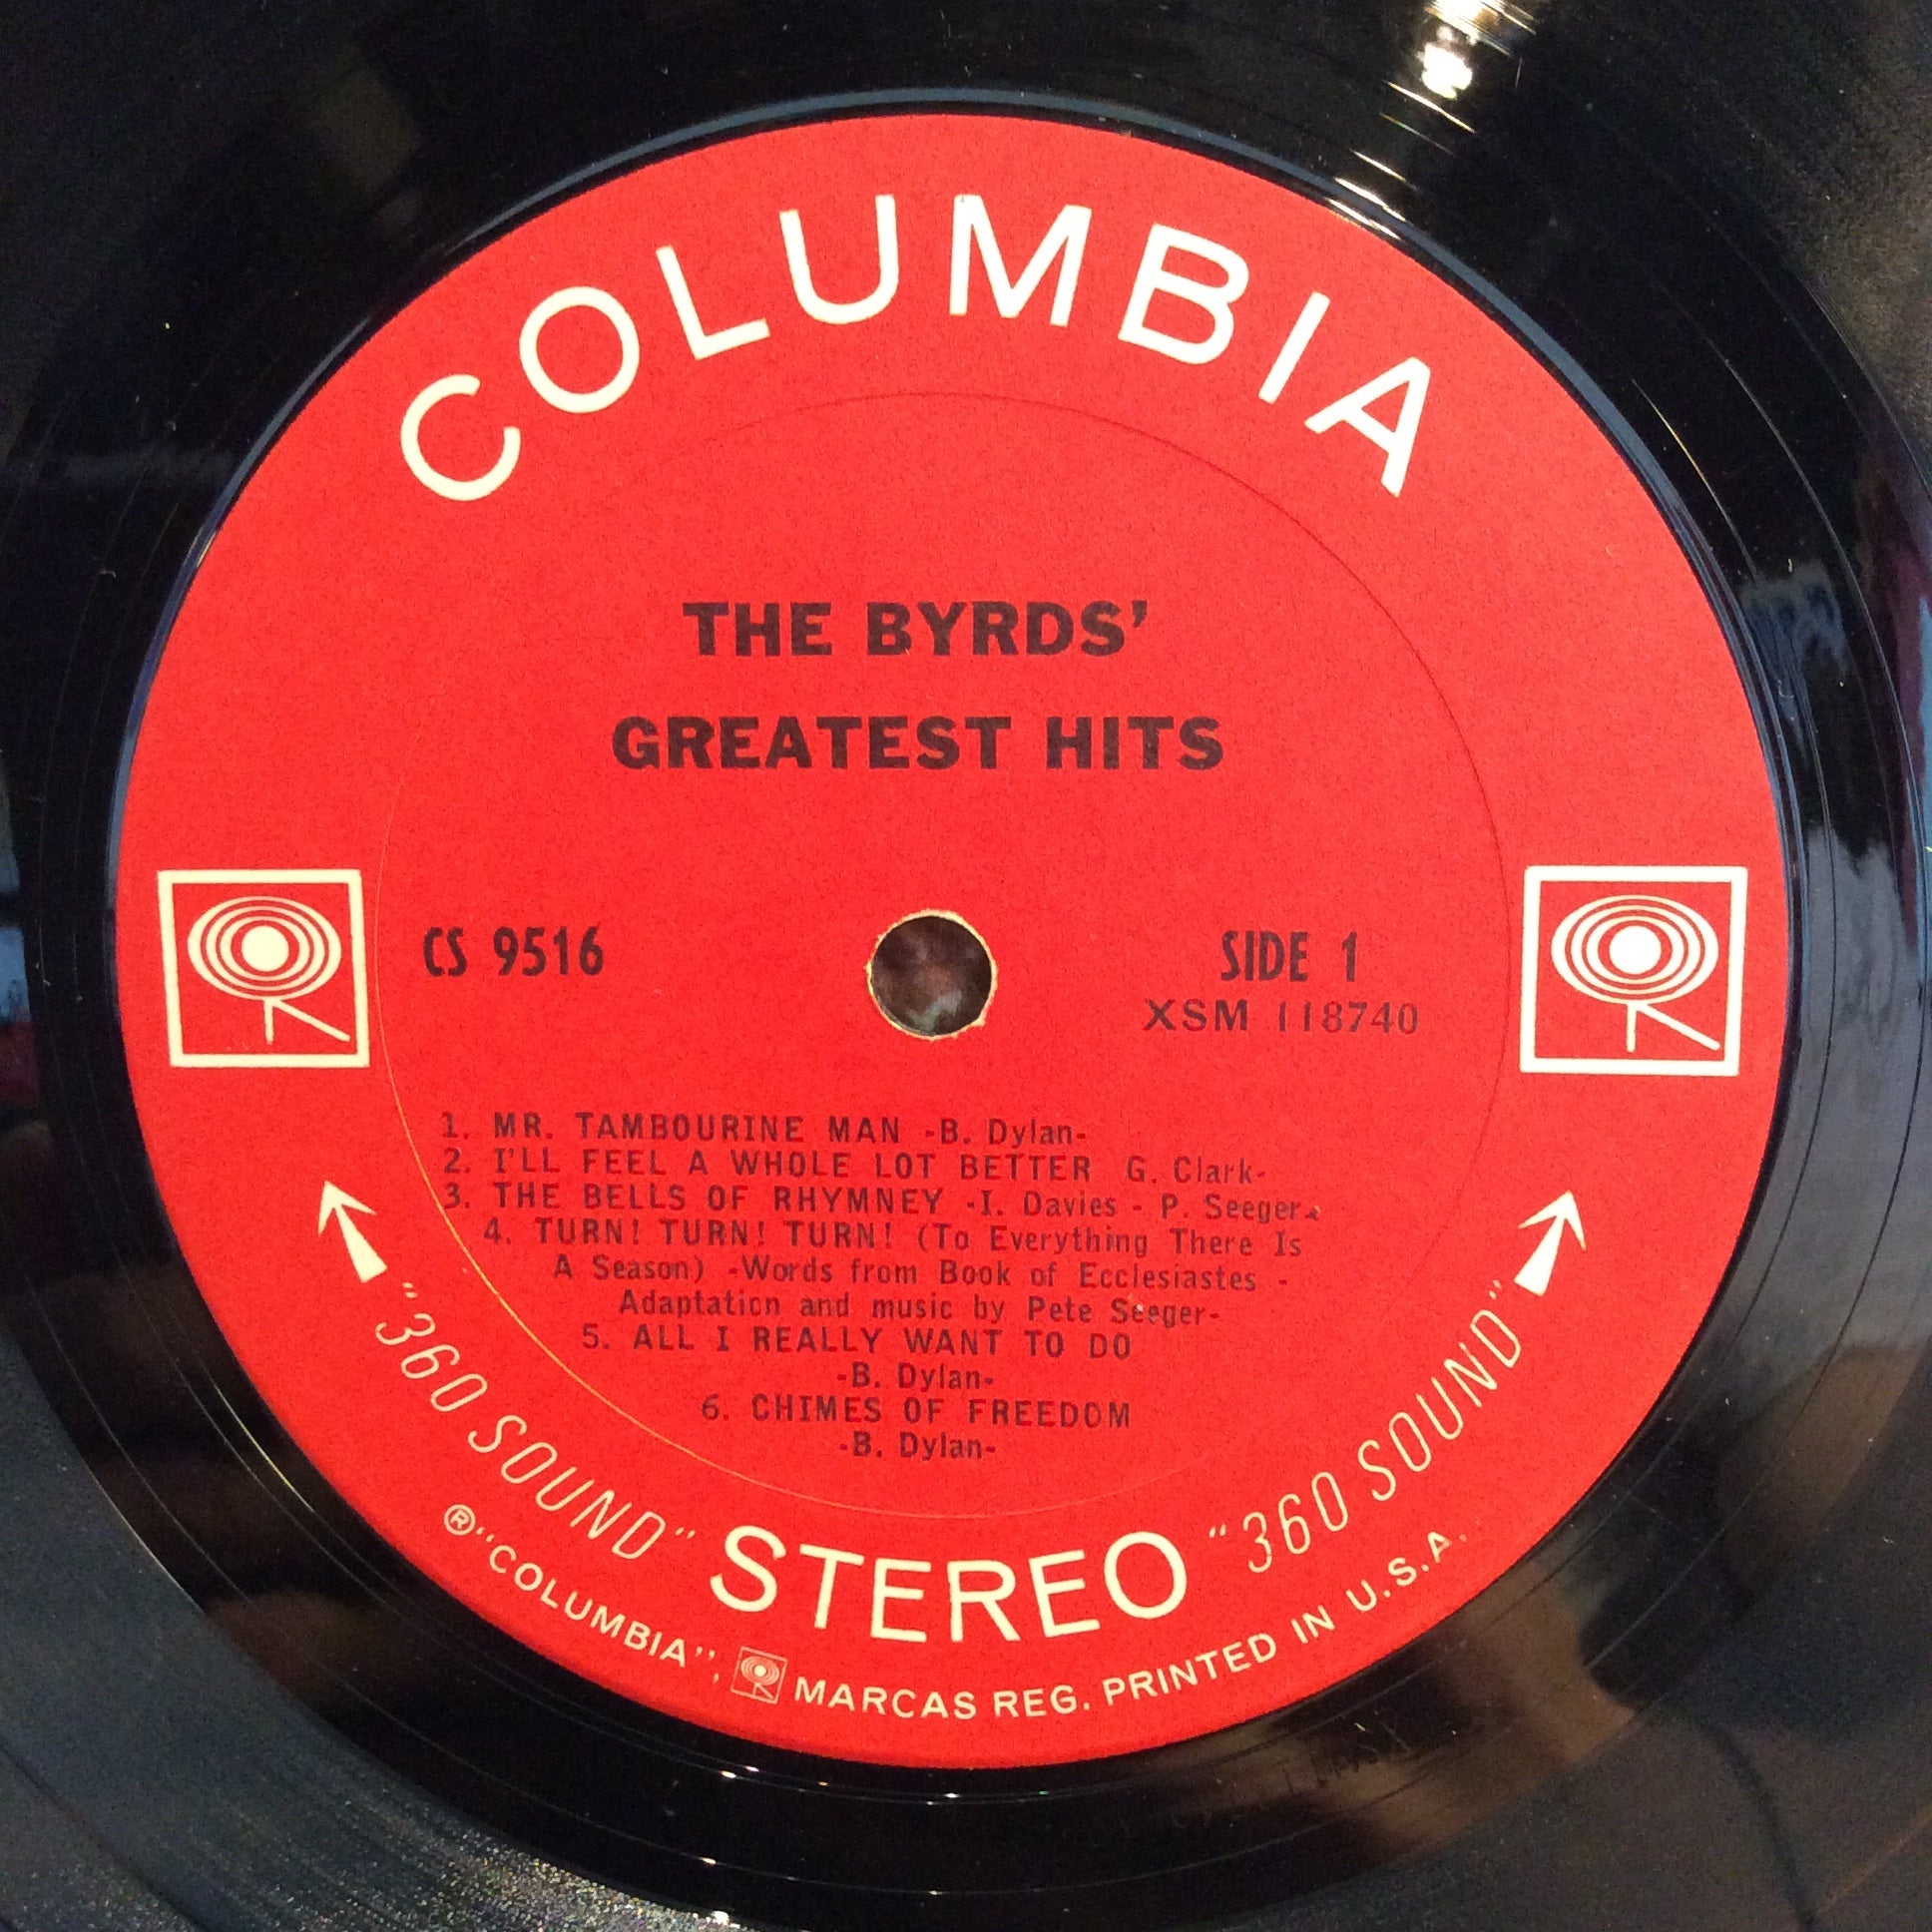 COLUMBIA
THE BYRDS'
GREATEST HITS
CS 9516
SIDE 1
XSM 118740
1. MR. TAMBOURINE MAN -B. Dylan-
2. I'LL FEEL A WHOLE LOT BETTER G. Clark-
3. THE BELLS OF RHYMNEY -I. Davies - P. Seeger-
4. TURN! TURN! TURN! (To Everything There Is
A Season) -Words from Book of Ecclesiastes -
Adaptation and music by Pete Seeger-
5. ALL I REALLY WANT TO DO
-B. Dylan-
6. CHIMES OF FREEDOM
-B. Dylan-
"360 SOUND" STEREO "360 SOUND"
® "COLUMBIA", MARCAS REG. PRINTED IN U.S.A.